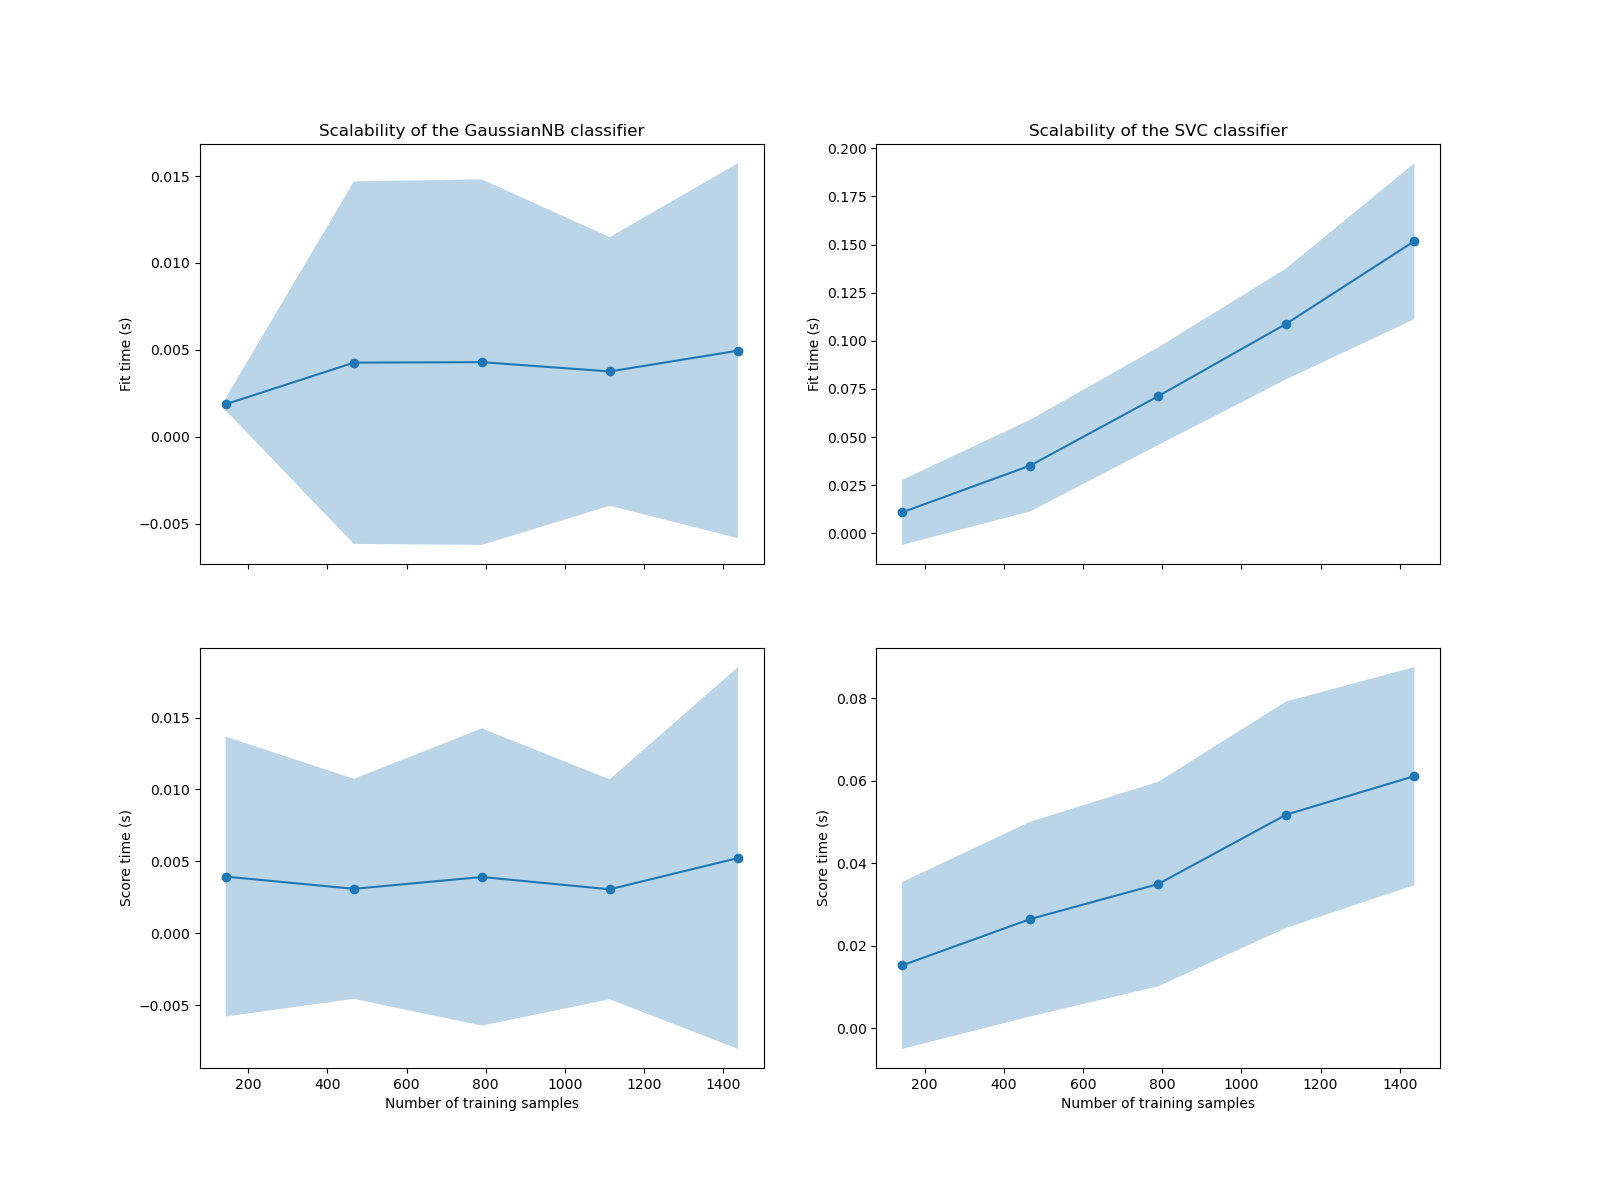 Scalability of the GaussianNB classifier
0.015
0.010
0.005
0.000
−0.005
Fit time (s)
Scalability of the SVC classifier
0.200
0.175
0.150
0.125
0.100
0.075
0.050
0.025
0.000
Fit time (s)
0.015
0.010
0.005
0.000
−0.005
Score time (s)
200 400 600 800 1000 1200 1400
Number of training samples
0.08
0.06
0.04
0.02
0.00
Score time (s)
200 400 600 800 1000 1200 1400
Number of training samples